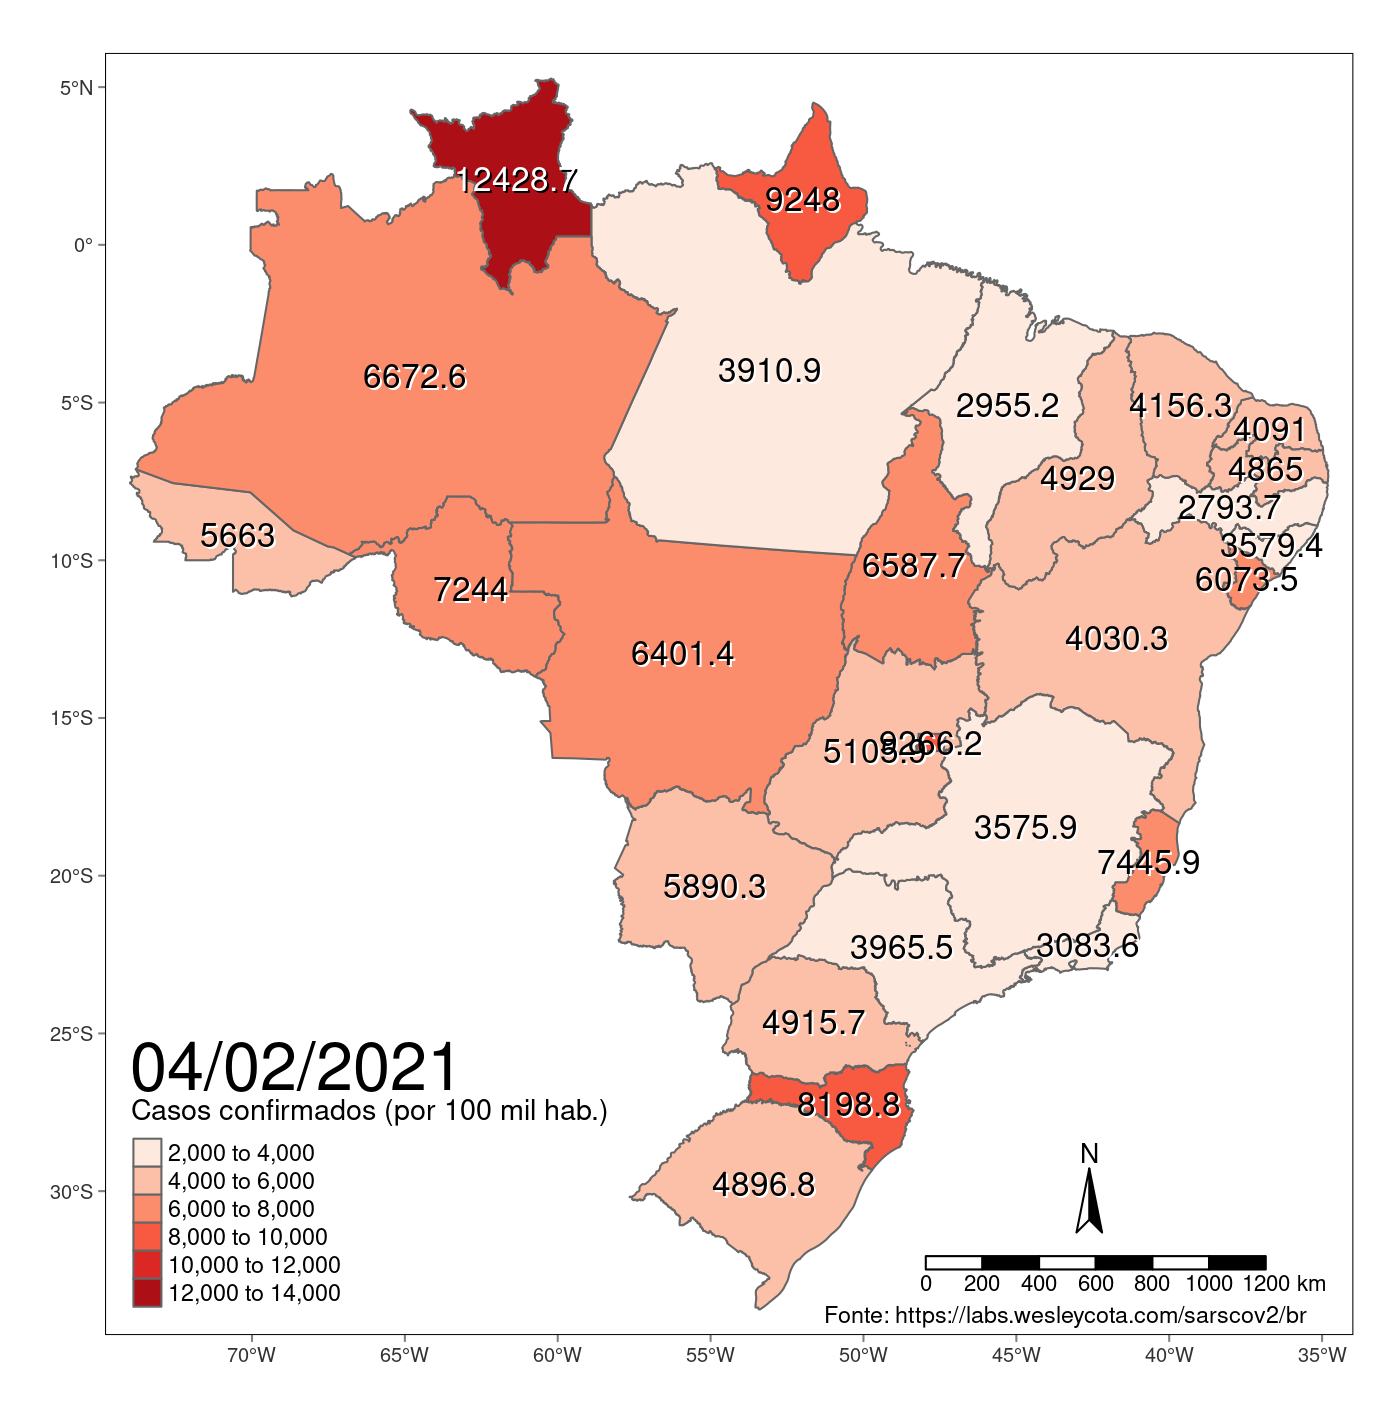 5°N
12428.7
9248
0°
6672.6
3910.9
5°S
2955.2
4156.3
4091
4865
4929
2793.7
5663
3579.4
10°S
6587.7
6073.5
7244
4030.3
6401.4
15°S
5105.9
9266.2
3575.9
7445.9
20°S
5890.3
3965.5
3083.6
4915.7
25°S
04/02/2021
Casos confirmados (por 100 mil hab.)
8198.8
2,000 to 4,000
4,000 to 6,000
6,000 to 8,000
8,000 to 10,000
10,000 to 12,000
12,000 to 14,000
4896.8
30°S
N
0 200 400 600 800 1000 1200 km
Fonte: https://labs.wesleycota.com/sarscov2/br
70°W 65°W 60°W 55°W 50°W 45°W 40°W 35°W